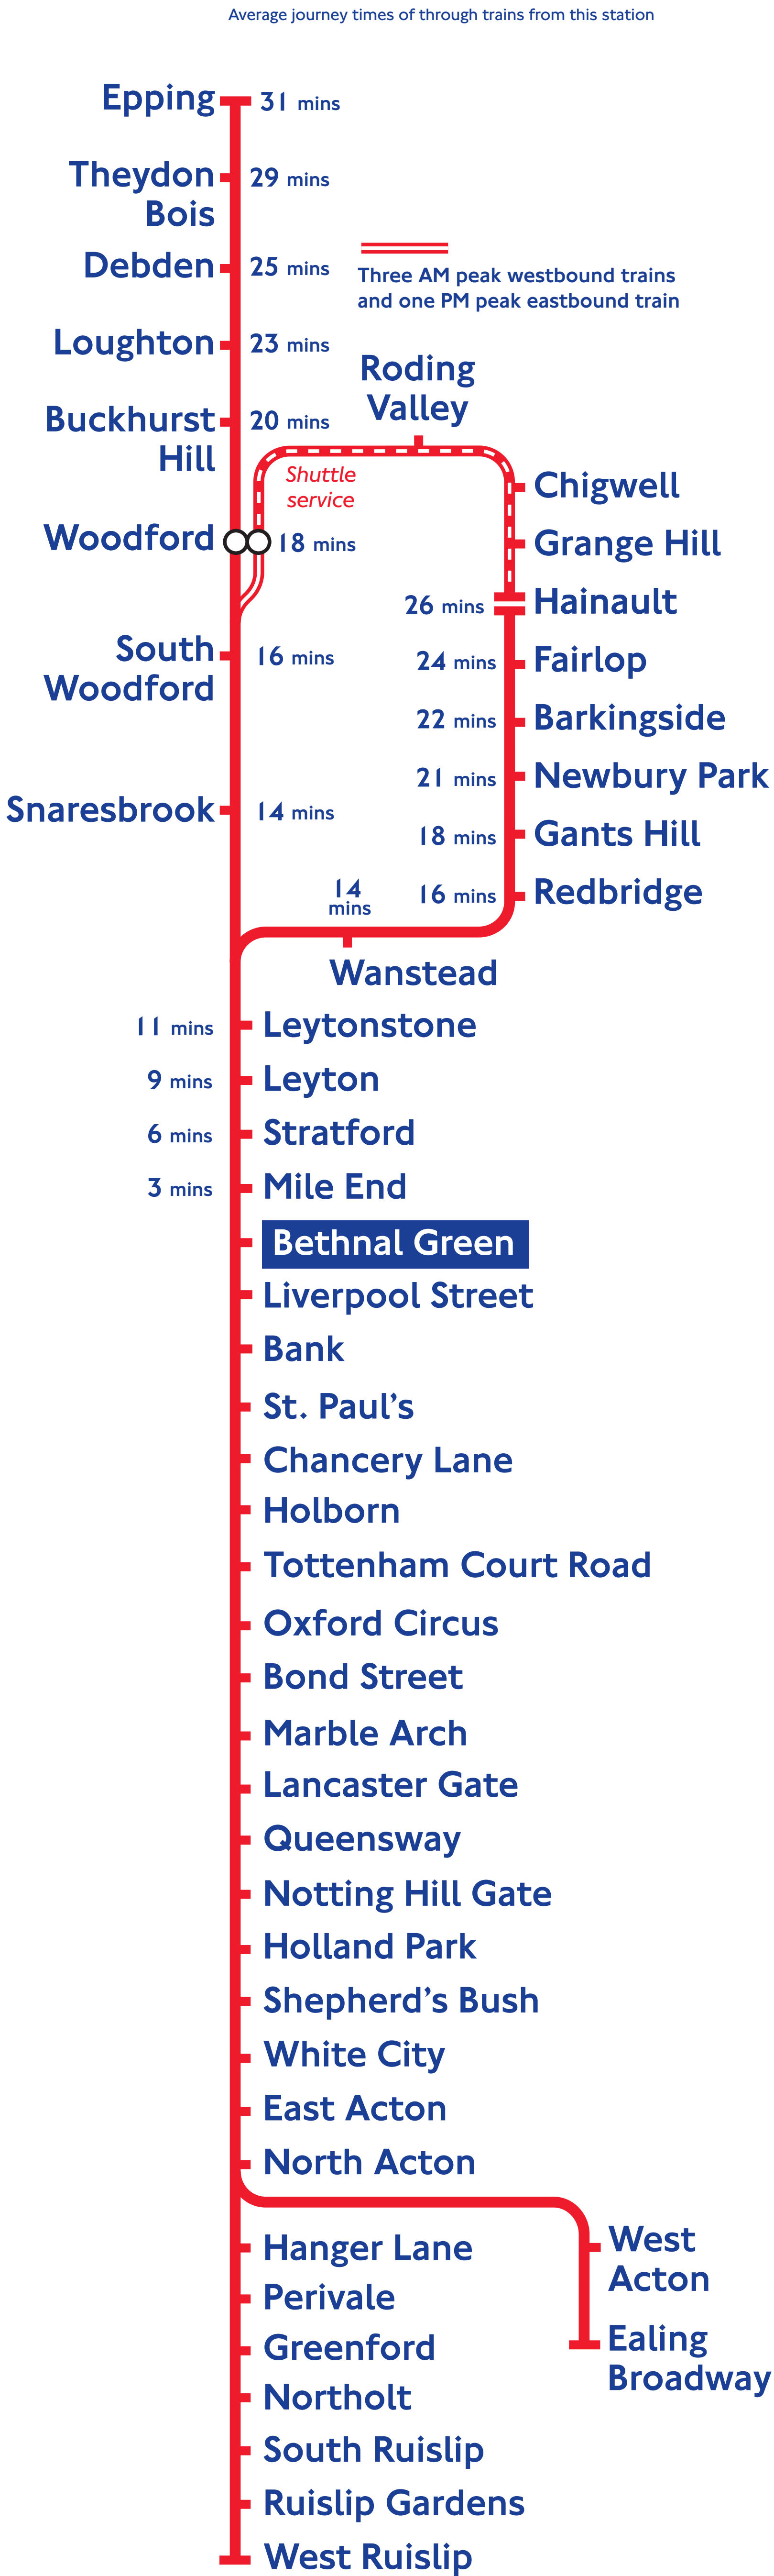 Average journey times of through trains from this station
Epping 31 mins
Theydon
Bois
29 mins
Debden 25 mins
Three AM peak westbound trains
and one PM peak eastbound train
Loughton 23 mins
Roding
Valley
Buckhurst
Hill
20 mins
Shuttle
service
Chigwell
Woodford 18 mins
Grange Hill
26 mins Hainault
South
Woodford
16 mins
24 mins Fairlop
22 mins Barkingside
21 mins Newbury Park
Snaresbrook 14 mins
18 mins Gants Hill
14
mins
16 mins Redbridge
Wanstead
11 mins Leytonstone
9 mins Leyton
6 mins Stratford
3 mins Mile End
Bethnal Green
Liverpool Street
Bank
St. Paul’s
Chancery Lane
Holborn
Tottenham Court Road
Oxford Circus
Bond Street
Marble Arch
Lancaster Gate
Queensway
Notting Hill Gate
Holland Park
Shepherd’s Bush
White City
East Acton
North Acton
West
Acton
Hanger Lane
Perivale
Ealing
Broadway
Greenford
Northolt
South Ruislip
Ruislip Gardens
West Ruislip